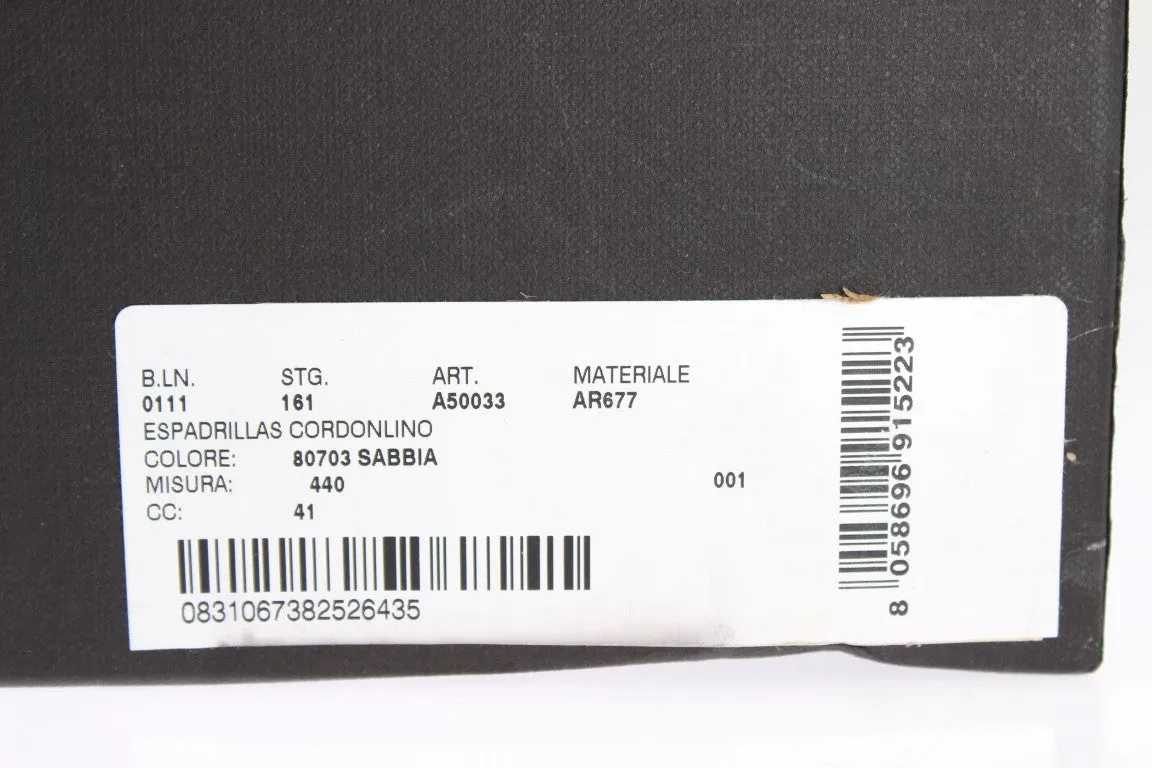 B.LN. STG. ART. MATERIALE
0111 161 A50033 AR677
ESPADRILLAS CORDONLINO
COLORE: 80703 SABBIA
MISURA: 440 001
CC: 41
0831067382526435
8 058696 915223